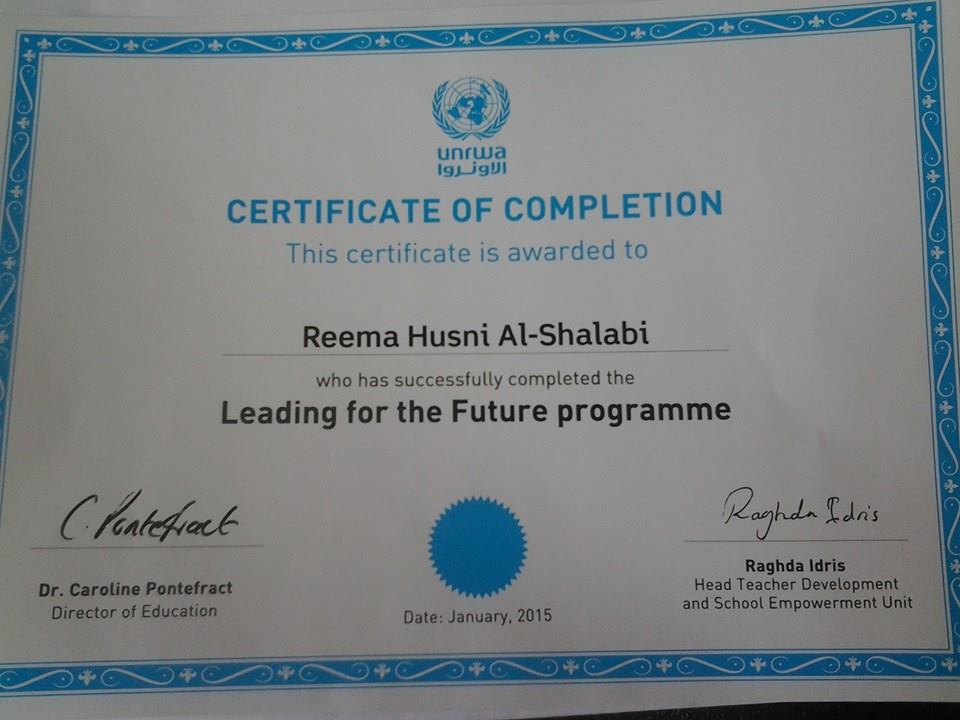 unrwa
الاونروا
CERTIFICATE OF COMPLETION
This certificate is awarded to
Reema Husni Al-Shalabi
who has successfully completed the
Leading for the Future programme
C. Pontefract
Dr. Caroline Pontefract
Director of Education
Date: January, 2015
Raghda Idris
Raghda Idris
Head Teacher Development
and School Empowerment Unit